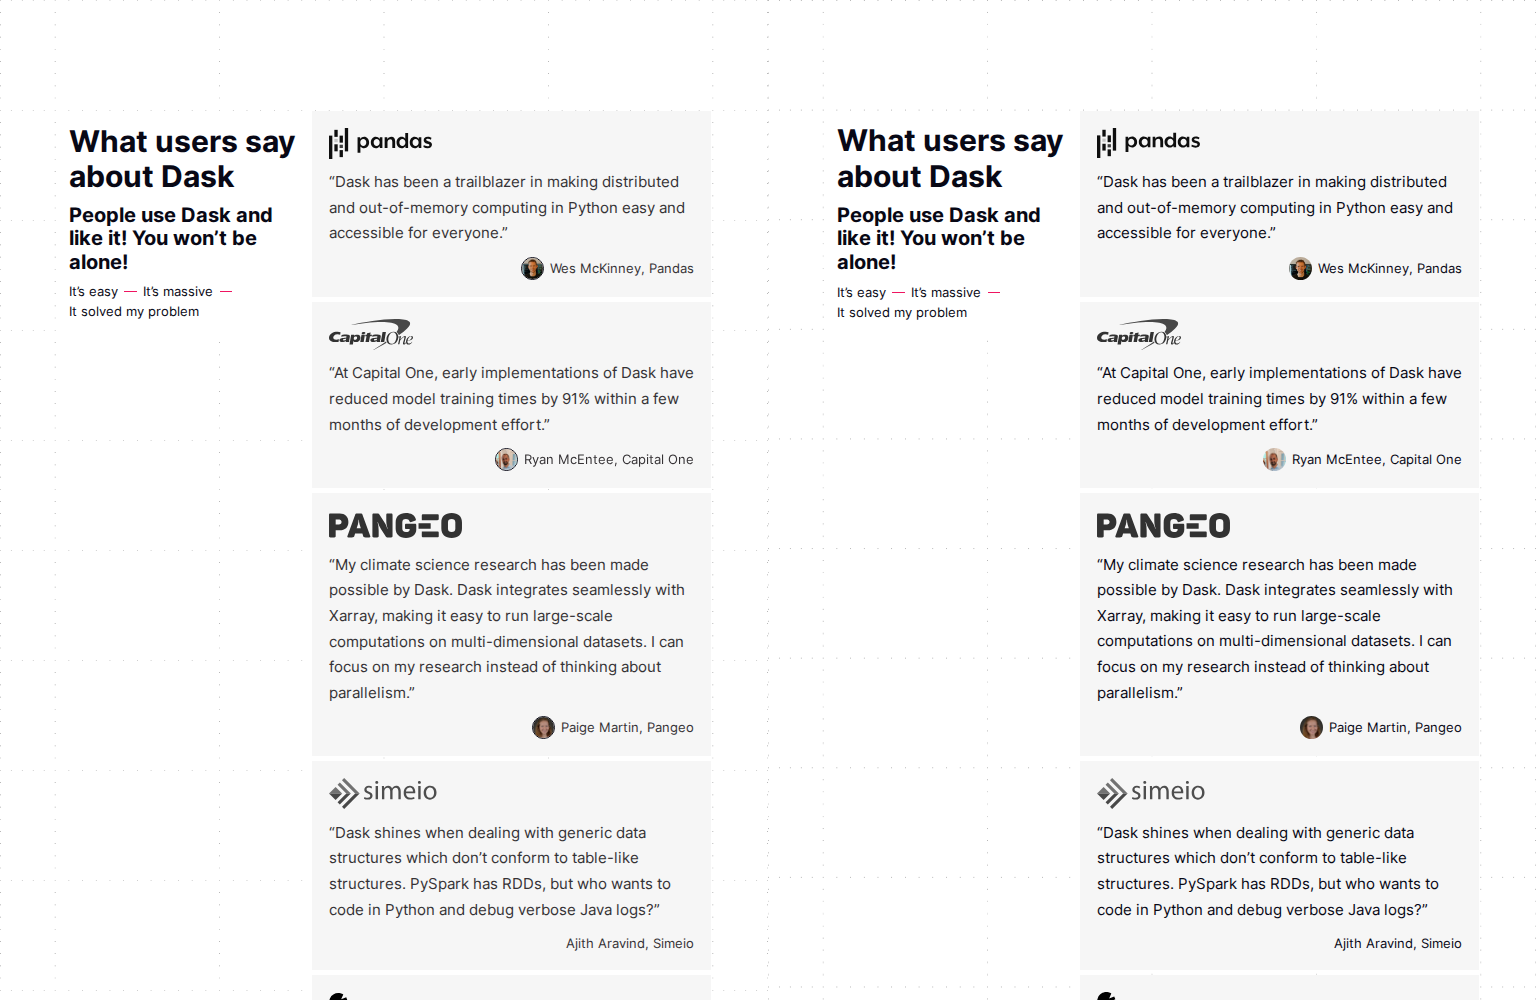 What users say
about Dask
People use Dask and
like it! You won’t be
alone!
It’s easy — It’s massive —
It solved my problem
pandas
“Dask has been a trailblazer in making distributed
and out-of-memory computing in Python easy and
accessible for everyone.”
Wes McKinney, Pandas
CapitalOne
“At Capital One, early implementations of Dask have
reduced model training times by 91% within a few
months of development effort.”
Ryan McEntee, Capital One
PANGEO
“My climate science research has been made
possible by Dask. Dask integrates seamlessly with
Xarray, making it easy to run large-scale
computations on multi-dimensional datasets. I can
focus on my research instead of thinking about
parallelism.”
Paige Martin, Pangeo
simeio
“Dask shines when dealing with generic data
structures which don’t conform to table-like
structures. PySpark has RDDs, but who wants to
code in Python and debug verbose Java logs?”
Ajith Aravind, Simeio
What users say
about Dask
People use Dask and
like it! You won’t be
alone!
It’s easy — It’s massive —
It solved my problem
pandas
“Dask has been a trailblazer in making distributed
and out-of-memory computing in Python easy and
accessible for everyone.”
Wes McKinney, Pandas
CapitalOne
“At Capital One, early implementations of Dask have
reduced model training times by 91% within a few
months of development effort.”
Ryan McEntee, Capital One
PANGEO
“My climate science research has been made
possible by Dask. Dask integrates seamlessly with
Xarray, making it easy to run large-scale
computations on multi-dimensional datasets. I can
focus on my research instead of thinking about
parallelism.”
Paige Martin, Pangeo
simeio
“Dask shines when dealing with generic data
structures which don’t conform to table-like
structures. PySpark has RDDs, but who wants to
code in Python and debug verbose Java logs?”
Ajith Aravind, Simeio